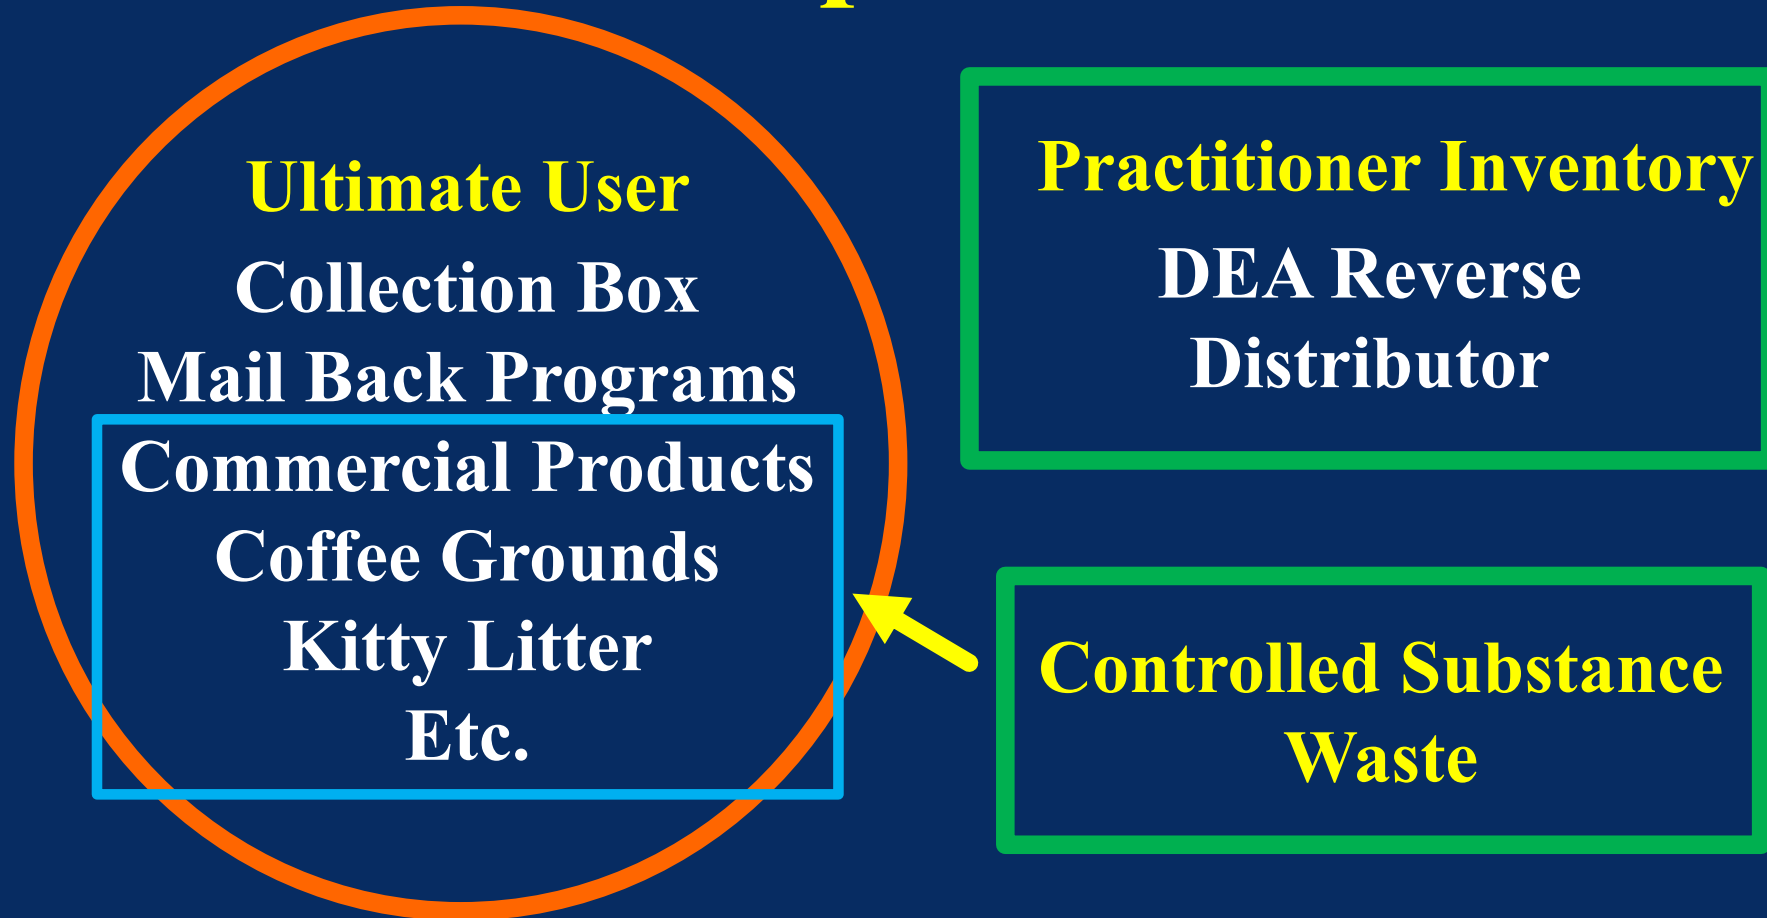 Ultimate User
Collection Box
Mail Back Programs
Commercial Products
Coffee Grounds
Kitty Litter
Etc.
Practitioner Inventory
DEA Reverse
Distributor
Controlled Substance
Waste